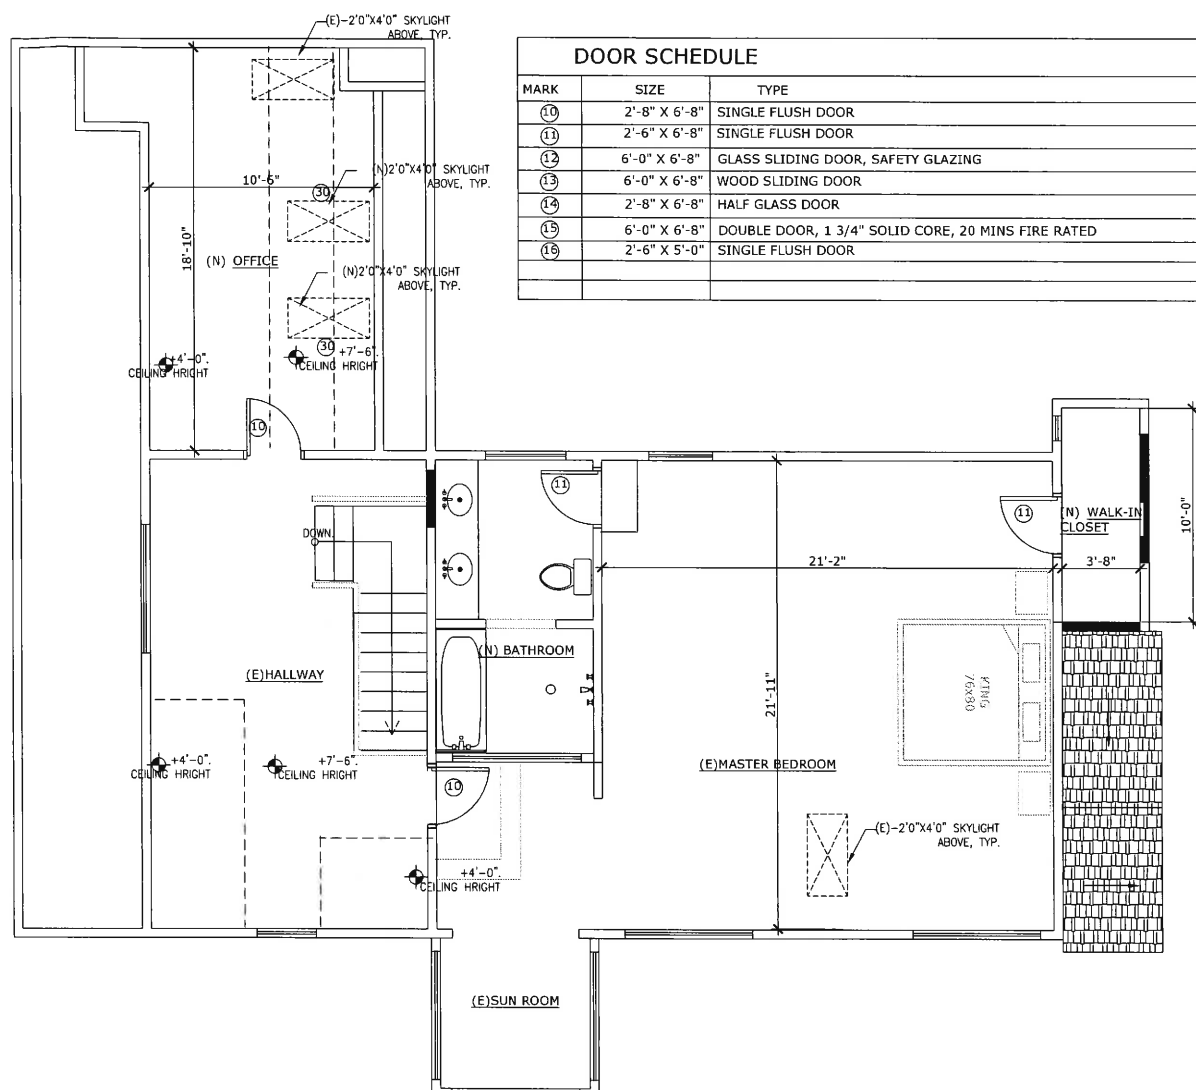 (E)-2'0"X4'0" SKYLIGHT
ABOVE, TYP.
DOOR SCHEDULE
MARK SIZE TYPE
10 2'-8" X 6'-8" SINGLE FLUSH DOOR
11 2'-6" X 6'-8" SINGLE FLUSH DOOR
12 6'-0" X 6'-8" GLASS SLIDING DOOR, SAFETY GLAZING
13 6'-0" X 6'-8" WOOD SLIDING DOOR
14 2'-8" X 6'-8" HALF GLASS DOOR
15 6'-0" X 6'-8" DOUBLE DOOR, 1 3/4" SOLID CORE, 20 MINS FIRE RATED
16 2'-6" X 5'-0" SINGLE FLUSH DOOR
(N)2'0"X4'0" SKYLIGHT
ABOVE, TYP.
10'-6"
30
18'-10"
(N) OFFICE
(N)2'0"X4'0" SKYLIGHT
ABOVE, TYP.
30
+4'-0".
CEILING HRIGHT
+7'-6".
CEILING HRIGHT
10
11
11
(N) WALK-IN
CLOSET
10'-0"
DOWN.
21'-2"
3'-8"
(N) BATHROOM
(E)HALLWAY
KING
76x80
21'-11"
+4'-0".
CEILING HRIGHT
+7'-6".
CEILING HRIGHT
(E)MASTER BEDROOM
10
(E)-2'0"X4'0" SKYLIGHT
ABOVE, TYP.
+4'-0".
CEILING HRIGHT
(E)SUN ROOM